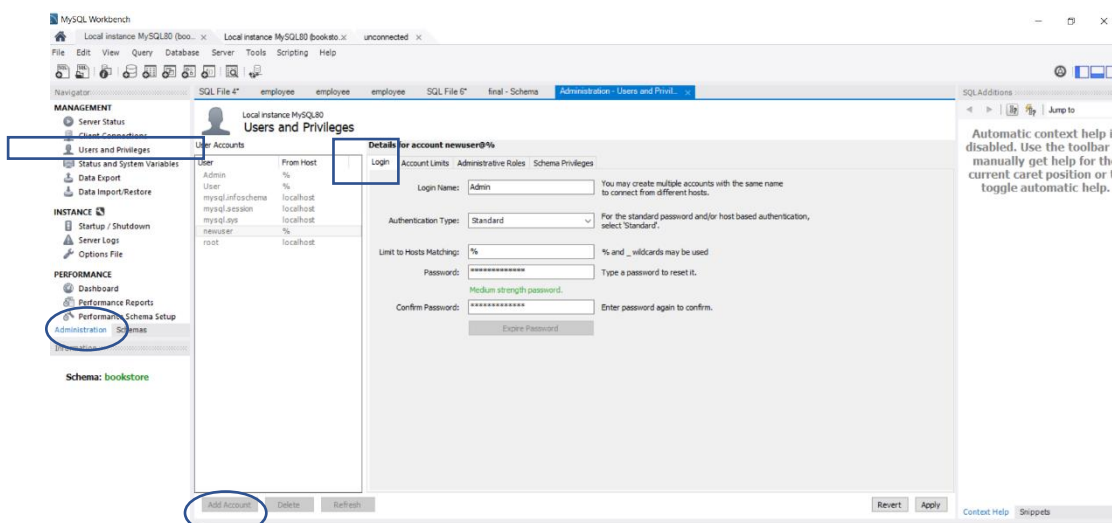 MySQL Workbench
Local instance MySQL80 (boo... × Local instance MySQL80 (booksto... × unconnected ×
File Edit View Query Database Server Tools Scripting Help
Navigator
SQL File 4* employee employee employee SQL File 6* final - Schema Administration - Users and Privil... ×
SQLAdditions
MANAGEMENT
Server Status
Client Connections
Users and Privileges
Status and System Variables
Data Export
Data Import/Restore
INSTANCE
Startup / Shutdown
Server Logs
Options File
PERFORMANCE
Dashboard
Performance Reports
Performance Schema Setup
Administration Schemas
Information
Schema: bookstore
Local instance MySQL80
Users and Privileges
User Accounts
User From Host
Admin %
User %
mysql.infoschema localhost
mysql.session localhost
mysql.sys localhost
newuser %
root localhost
Add Account Delete Refresh
Details for account newuser@%
Login Account Limits Administrative Roles Schema Privileges
Login Name: Admin You may create multiple accounts with the same name
to connect from different hosts.
Authentication Type: Standard For the standard password and/or host based authentication,
select 'Standard'.
Limit to Hosts Matching: % % and _ wildcards may be used
Password: ************* Type a password to reset it.
Medium strength password.
Confirm Password: ************* Enter password again to confirm.
Expire Password
Revert Apply
Jump to
Automatic context help i
disabled. Use the toolbar
manually get help for the
current caret position or t
toggle automatic help.
Context Help Snippets